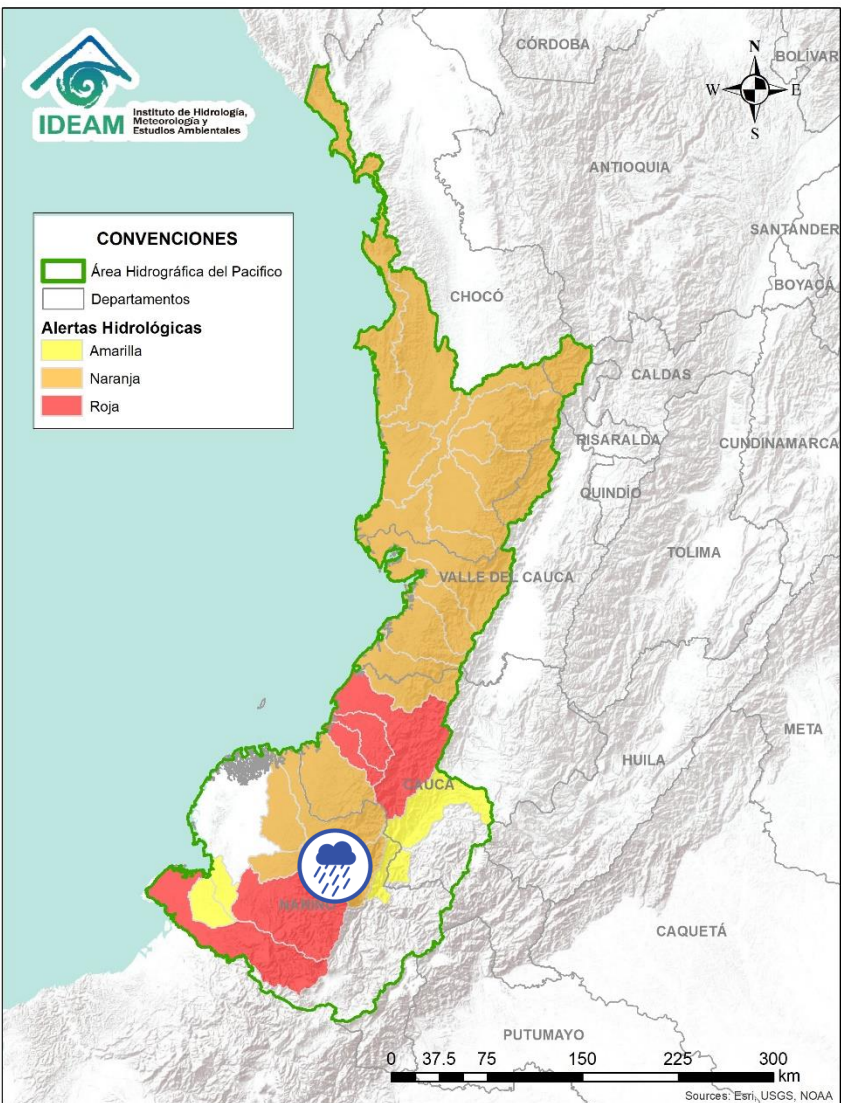 IDEAM
Instituto de Hidrología,
Meteorología y
Estudios Ambientales
N
W
E
S
CÓRDOBA
BOLÍVAR
ANTIOQUIA
SANTANDER
BOYACÁ
CHOCÓ
CONVENCIONES
Área Hidrográfica del Pacifico
Departamentos
Alertas Hidrológicas
Amarilla
Naranja
Roja
CALDAS
RISARALDA
CUNDINAMARCA
QUINDÍO
TOLIMA
VALLE DEL CAUCA
META
HUILA
CAUCA
NARIÑO
CAQUETÁ
PUTUMAYO
0 37.5 75 150 225 300
km
Sources: Esri, USGS, NOAA